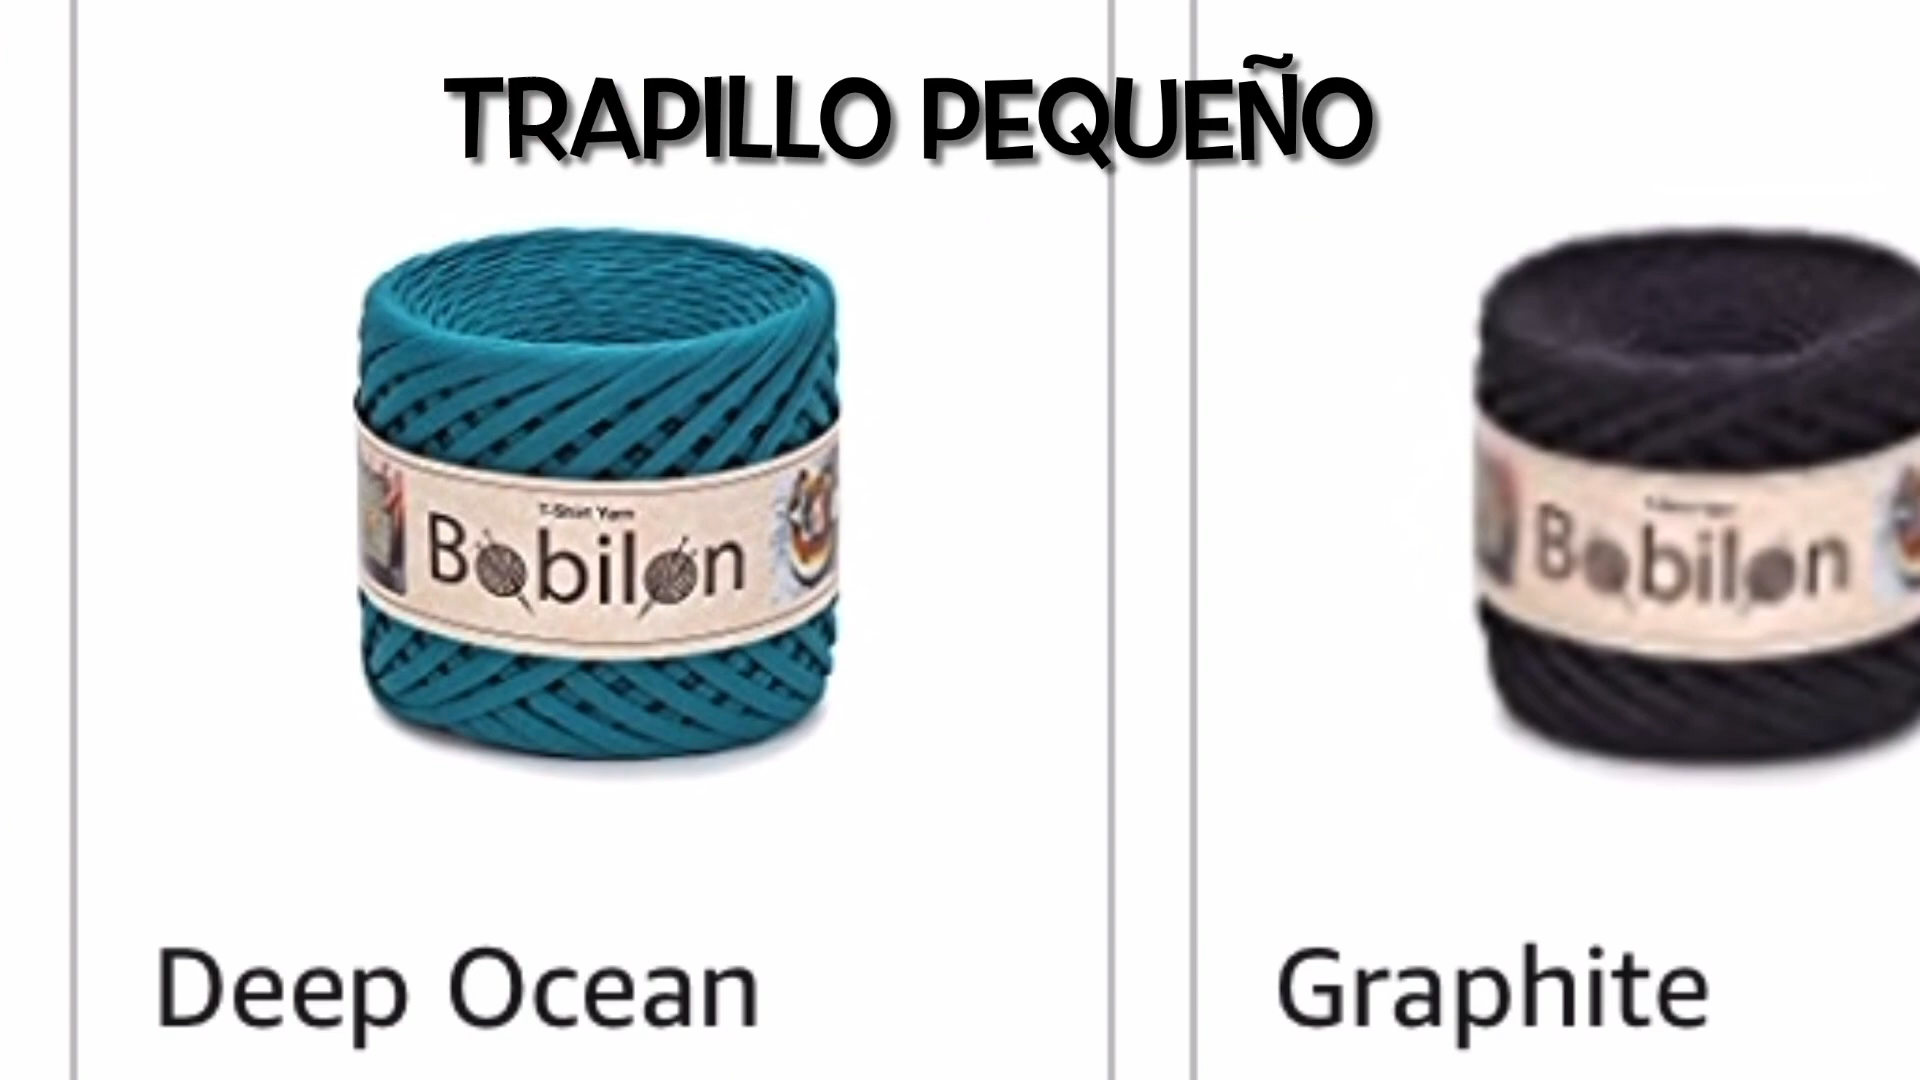 TRAPILLO PEQUEÑO
T-Shirt Yarn
Bobilon
Bobilon
Deep Ocean
Graphite